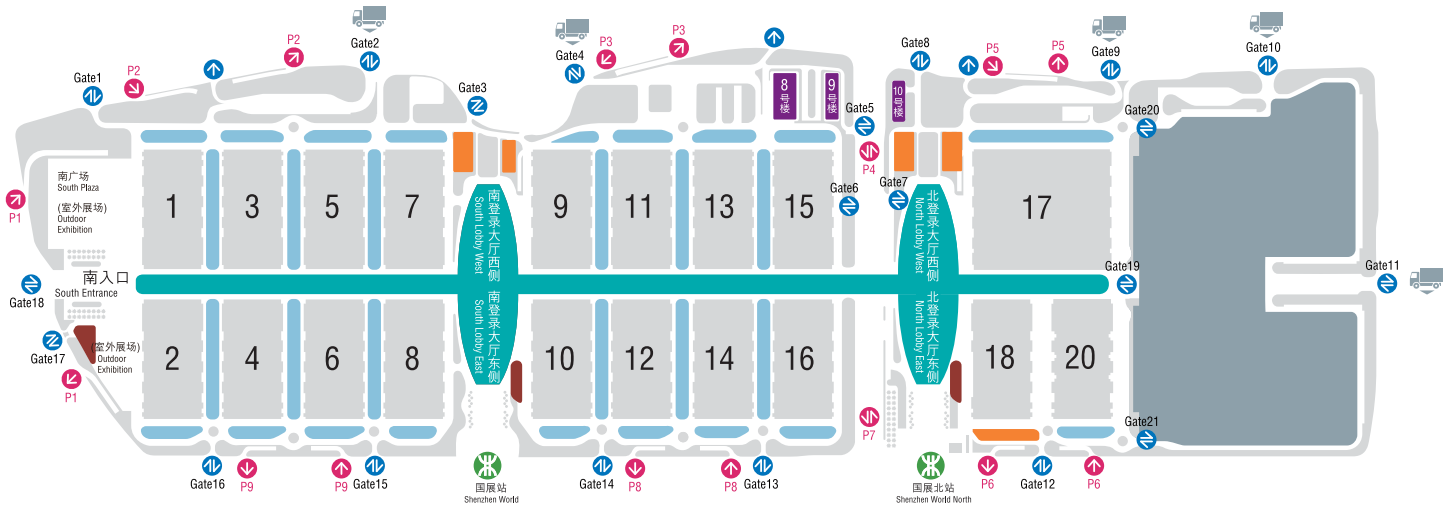 Gate1
P2
P2
Gate2
Gate3
Gate4
P3
P3
8号楼
9号楼
Gate5
P4
Gate6
Gate8
10号楼
Gate7
P5
P5
Gate9
Gate10
Gate20
P1
南广场
South Plaza
(室外展场)
Outdoor
Exhibition
1
3
5
7
南登录大厅西侧
South Lobby West
9
11
13
15
北登录大厅西侧
North Lobby West
17
Gate19
Gate11
南入口
South Entrance
Gate18
Gate17
P1
(室外展场)
Outdoor
Exhibition
2
4
6
8
南登录大厅东侧
South Lobby East
10
12
14
16
北登录大厅东侧
North Lobby East
18
20
P7
Gate21
Gate16
P9
P9
Gate15
国展站
Shenzhen World
Gate14
P8
P8
Gate13
国展北站
Shenzhen World North
P6
Gate12
P6